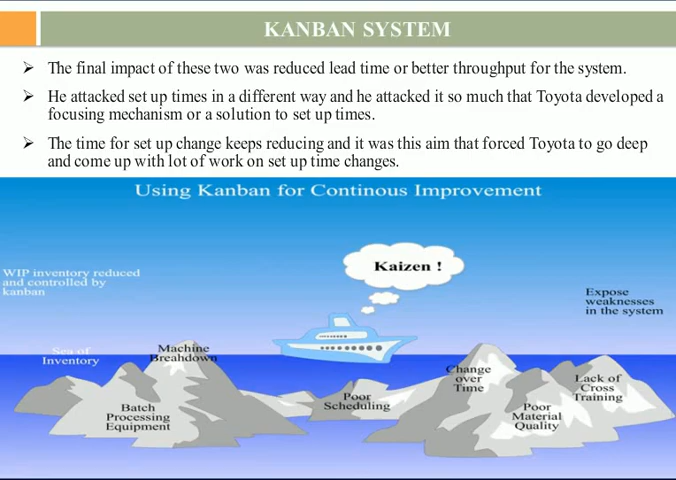 KANBAN SYSTEM
The final impact of these two was reduced lead time or better throughput for the system.
He attacked set up times in a different way and he attacked it so much that Toyota developed a
focusing mechanism or a solution to set up times.
The time for set up change keeps reducing and it was this aim that forced Toyota to go deep
and come up with lot of work on set up time changes.
Using Kanban for Continous Improvement
Kaizen !
WIP inventory reduced
and controlled by
kanban
Expose
weaknesses
in the system
Sea of
Inventory
Machine
Breakdown
Batch
Processing
Equipment
Poor
Scheduling
Change
over
Time
Poor
Material
Quality
Lack of
Cross
Training